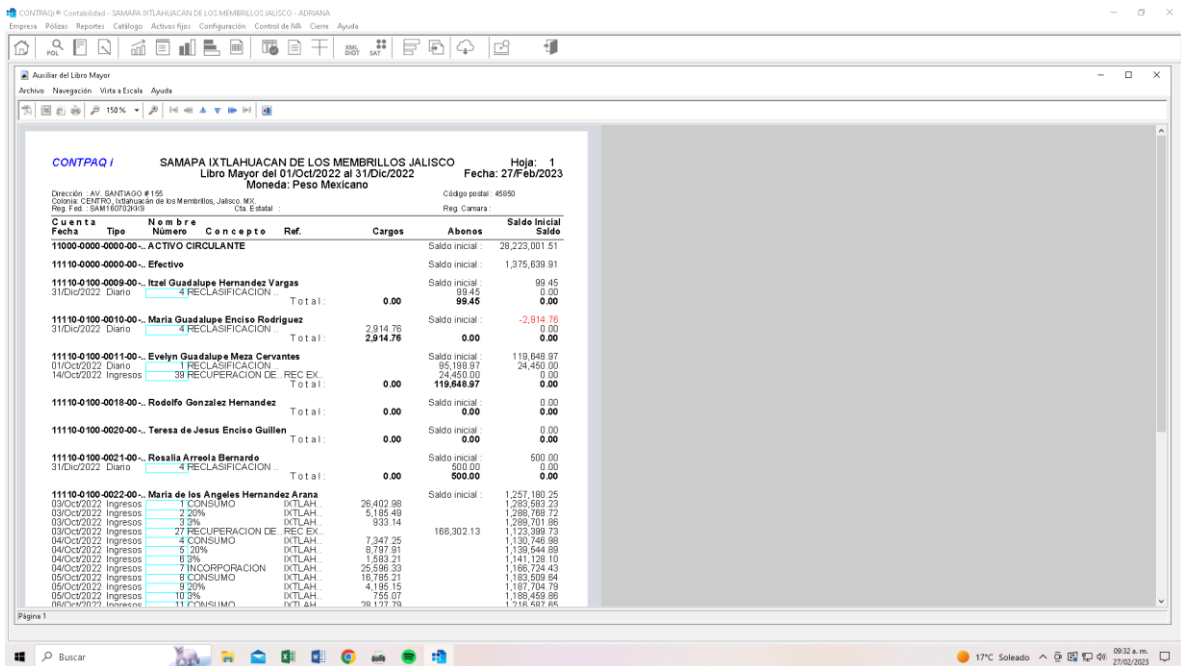 CONTPAQi® Contabilidad - SAMAPA IXTLAHUACAN DE LOS MEMBRILLOS JALISCO - ADRIANA
Empresa Pólizas Reportes Catálogo Activos fijos Configuración Control de IVA Cierre Ayuda
POL XML DIOT SAT
Auxiliar del Libro Mayor
Archivo Navegación Vista a Escala Ayuda
150%
CONTPAQ i SAMAPA IXTLAHUACAN DE LOS MEMBRILLOS JALISCO Hoja: 1
Libro Mayor del 01/Oct/2022 al 31/Dic/2022 Fecha: 27/Feb/2023
Moneda: Peso Mexicano
Dirección : AV. SANTIAGO # 155 Código postal : 45850
Colonia: CENTRO, Ixtlahuacán de los Membrillos, Jalisco, MX.
Reg. Fed. : SAM160702KK9 Cta. Estatal : Reg. Camara :
Cuenta Nombre Saldo Inicial
Fecha Tipo Número Concepto Ref. Cargos Abonos Saldo
11000-0000-0000-00-.. ACTIVO CIRCULANTE Saldo inicial : 28,223,001.51
11110-0000-0000-00-.. Efectivo Saldo inicial : 1,375,639.91
11110-0100-0009-00-.. Itzel Guadalupe Hernandez Vargas Saldo inicial : 99.45
31/Dic/2022 Diario 4 RECLASIFICACION .. 99.45 0.00
Total: 0.00 99.45 0.00
11110-0100-0010-00-.. Maria Guadalupe Enciso Rodriguez Saldo inicial : -2,914.76
31/Dic/2022 Diario 4 RECLASIFICACION .. 2,914.76 0.00
Total: 2,914.76 0.00 0.00
11110-0100-0011-00-.. Evelyn Guadalupe Meza Cervantes Saldo inicial : 119,648.97
01/Oct/2022 Diario 1 RECLASIFICACION .. 95,198.97 24,450.00
14/Oct/2022 Ingresos 39 RECUPERACION DE.. REC EX.. 24,450.00 0.00
Total: 0.00 119,648.97 0.00
11110-0100-0018-00-.. Rodolfo Gonzalez Hernandez Saldo inicial : 0.00
Total: 0.00 0.00 0.00
11110-0100-0020-00-.. Teresa de Jesus Enciso Guillen Saldo inicial : 0.00
Total: 0.00 0.00 0.00
11110-0100-0021-00-.. Rosalia Arreola Bernardo Saldo inicial : 500.00
31/Dic/2022 Diario 4 RECLASIFICACION .. 500.00 0.00
Total: 0.00 500.00 0.00
11110-0100-0022-00-.. María de los Angeles Hernandez Arana Saldo inicial : 1,257,180.25
03/Oct/2022 Ingresos 1 CONSUMO IXTLAH.. 26,402.98 1,283,583.23
03/Oct/2022 Ingresos 2 20% IXTLAH.. 5,185.49 1,288,768.72
03/Oct/2022 Ingresos 3 3% IXTLAH.. 933.14 1,289,701.86
03/Oct/2022 Ingresos 27 RECUPERACION DE.. REC EX.. 166,302.13 1,123,399.73
04/Oct/2022 Ingresos 4 CONSUMO IXTLAH.. 7,347.25 1,130,746.98
04/Oct/2022 Ingresos 5 20% IXTLAH.. 8,797.91 1,139,544.89
04/Oct/2022 Ingresos 6 3% IXTLAH.. 1,583.21 1,141,128.10
04/Oct/2022 Ingresos 7 INCORPORACION IXTLAH.. 25,596.33 1,166,724.43
05/Oct/2022 Ingresos 8 CONSUMO IXTLAH.. 16,785.21 1,183,509.64
05/Oct/2022 Ingresos 9 20% IXTLAH.. 4,195.15 1,187,704.79
05/Oct/2022 Ingresos 10 3% IXTLAH.. 755.07 1,188,459.86
06/Oct/2022 Ingresos 11 CONSUMO IXTLAH.. 28,127.79 1,216,587.65
Página 1
Buscar 17°C Soleado 09:32 a. m.
27/02/2023